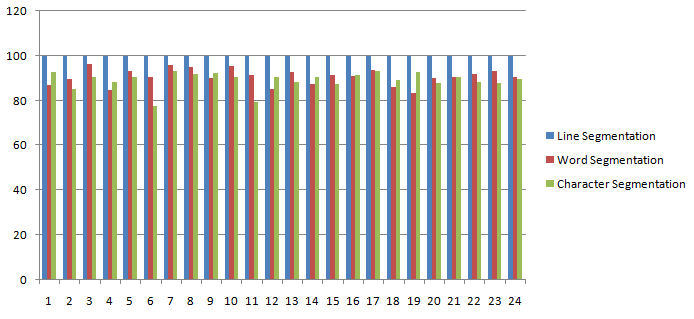 120
100
80
60
40
20
0
1 2 3 4 5 6 7 8 9 10 11 12 13 14 15 16 17 18 19 20 21 22 23 24
Line Segmentation
Word Segmentation
Character Segmentation